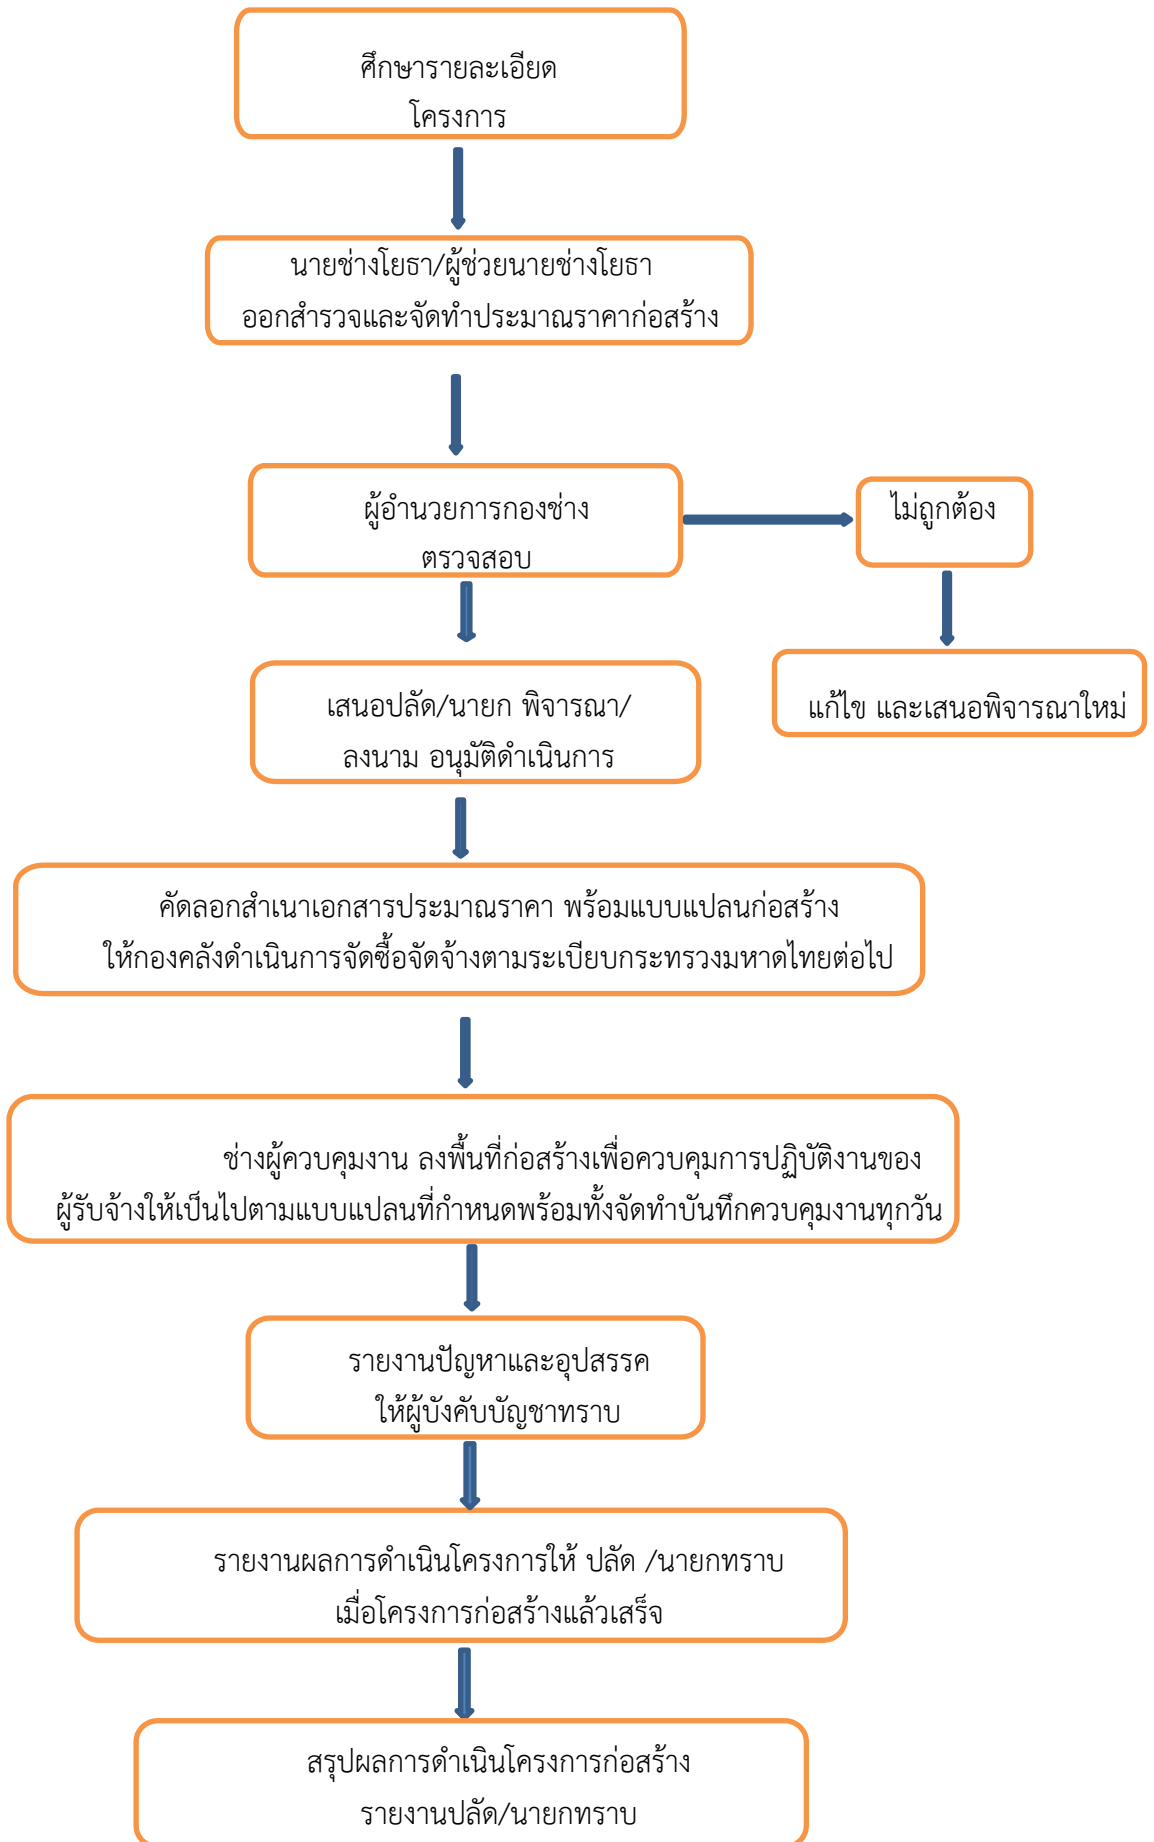 ศึกษารายละเอียด
โครงการ
นายช่างโยธา/ผู้ช่วยนายช่างโยธา
ออกสำรวจและจัดทำประมาณราคาก่อสร้าง
ผู้อำนวยการกองช่าง
ตรวจสอบ
ไม่ถูกต้อง
แก้ไข และเสนอพิจารณาใหม่
เสนอปลัด/นายก พิจารณา/
ลงนาม อนุมัติดำเนินการ
คัดลอกสำเนาเอกสารประมาณราคา พร้อมแบบแปลนก่อสร้าง
ให้กองคลังดำเนินการจัดซื้อจัดจ้างตามระเบียบกระทรวงมหาดไทยต่อไป
ช่างผู้ควบคุมงาน ลงพื้นที่ก่อสร้างเพื่อควบคุมการปฏิบัติงานของ
ผู้รับจ้างให้เป็นไปตามแบบแปลนที่กำหนดพร้อมทั้งจัดทำบันทึกควบคุมงานทุกวัน
รายงานปัญหาและอุปสรรค
ให้ผู้บังคับบัญชาทราบ
รายงานผลการดำเนินโครงการให้ ปลัด /นายกทราบ
เมื่อโครงการก่อสร้างแล้วเสร็จ
สรุปผลการดำเนินโครงการก่อสร้าง
รายงานปลัด/นายกทราบ